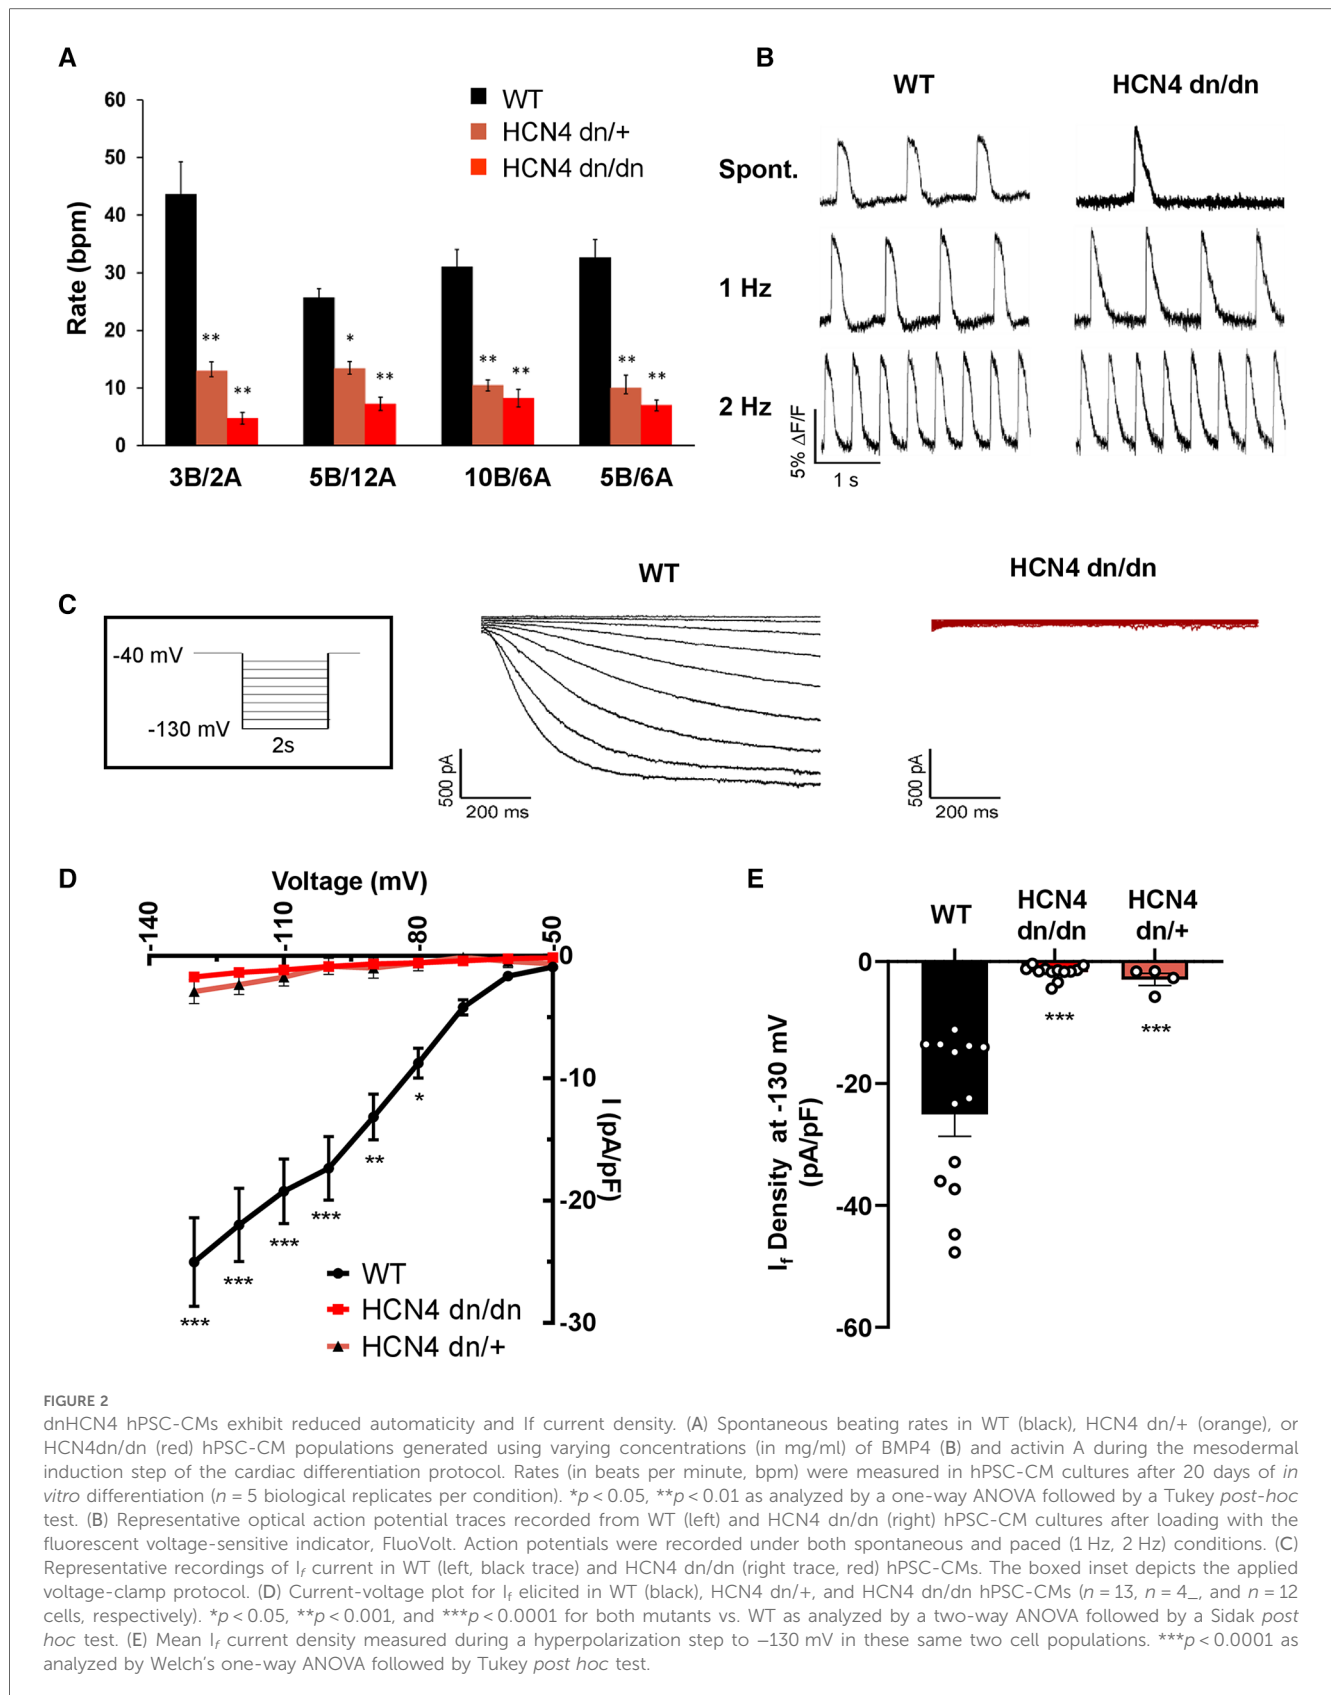 A
60
50
40
30
20
10
0
Rate (bpm)
WT
HCN4 dn/+
HCN4 dn/dn
**
**
*
**
**
**
**
**
3B/2A
5B/12A
10B/6A
5B/6A
B
WT
HCN4 dn/dn
Spont.
1 Hz
2 Hz
5% ΔF/F
1 s
C
-40 mV
-130 mV
2s
WT
500 pA
200 ms
HCN4 dn/dn
500 pA
200 ms
D
Voltage (mV)
-140
-110
-80
-50
0
-10
-20
-30
I (pA/pF)
*
**
***
***
***
***
WT
HCN4 dn/dn
HCN4 dn/+
E
WT
HCN4
dn/dn
HCN4
dn/+
0
-20
-40
-60
If Density at -130 mV
(pA/pF)
***
***
FIGURE 2
dnHCN4 hPSC-CMs exhibit reduced automaticity and If current density. (A) Spontaneous beating rates in WT (black), HCN4 dn/+ (orange), or
HCN4dn/dn (red) hPSC-CM populations generated using varying concentrations (in mg/ml) of BMP4 (B) and activin A during the mesodermal
induction step of the cardiac differentiation protocol. Rates (in beats per minute, bpm) were measured in hPSC-CM cultures after 20 days of in
vitro differentiation (n = 5 biological replicates per condition). *p < 0.05, **p < 0.01 as analyzed by a one-way ANOVA followed by a Tukey post-hoc
test. (B) Representative optical action potential traces recorded from WT (left) and HCN4 dn/dn (right) hPSC-CM cultures after loading with the
fluorescent voltage-sensitive indicator, FluoVolt. Action potentials were recorded under both spontaneous and paced (1 Hz, 2 Hz) conditions. (C)
Representative recordings of If current in WT (left, black trace) and HCN4 dn/dn (right trace, red) hPSC-CMs. The boxed inset depicts the applied
voltage-clamp protocol. (D) Current-voltage plot for If elicited in WT (black), HCN4 dn/+, and HCN4 dn/dn hPSC-CMs (n = 13, n = 4_, and n = 12
cells, respectively). *p < 0.05, **p < 0.001, and ***p < 0.0001 for both mutants vs. WT as analyzed by a two-way ANOVA followed by a Sidak post
hoc test. (E) Mean If current density measured during a hyperpolarization step to −130 mV in these same two cell populations. ***p < 0.0001 as
analyzed by Welch's one-way ANOVA followed by Tukey post hoc test.